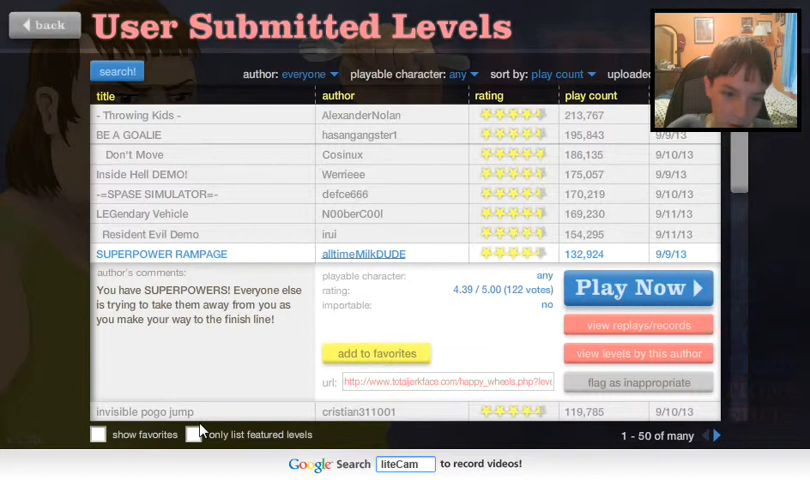 back
User Submitted Levels
search!
author: everyone playable character: any sort by: play count uploaded
title author rating play count
- Throwing Kids - AlexanderNolan 213,767
BE A GOALIE hasangangster1 195,843 9/9/13
Don't Move Cosinux 186,135 9/10/13
Inside Hell DEMO! Werrieee 175,057 9/9/13
-=SPASE SIMULATOR=- defce666 170,219 9/10/13
LEGendary Vehicle N00berC00l 169,230 9/11/13
Resident Evil Demo irui 154,295 9/11/13
SUPERPOWER RAMPAGE alltimeMilkDUDE 132,924 9/9/13
author's comments:
You have SUPERPOWERS! Everyone else
is trying to take them away from you as
you make your way to the finish line!
playable character: any
rating: 4.39 / 5.00 (122 votes)
importable: no
add to favorites
url: http://www.totaljerkface.com/happy_wheels.php?leve
Play Now
view replays/records
view levels by this author
flag as inappropriate
invisible pogo jump cristian311001 119,785 9/10/13
show favorites only list featured levels 1 - 50 of many
Google Search liteCam to record videos!